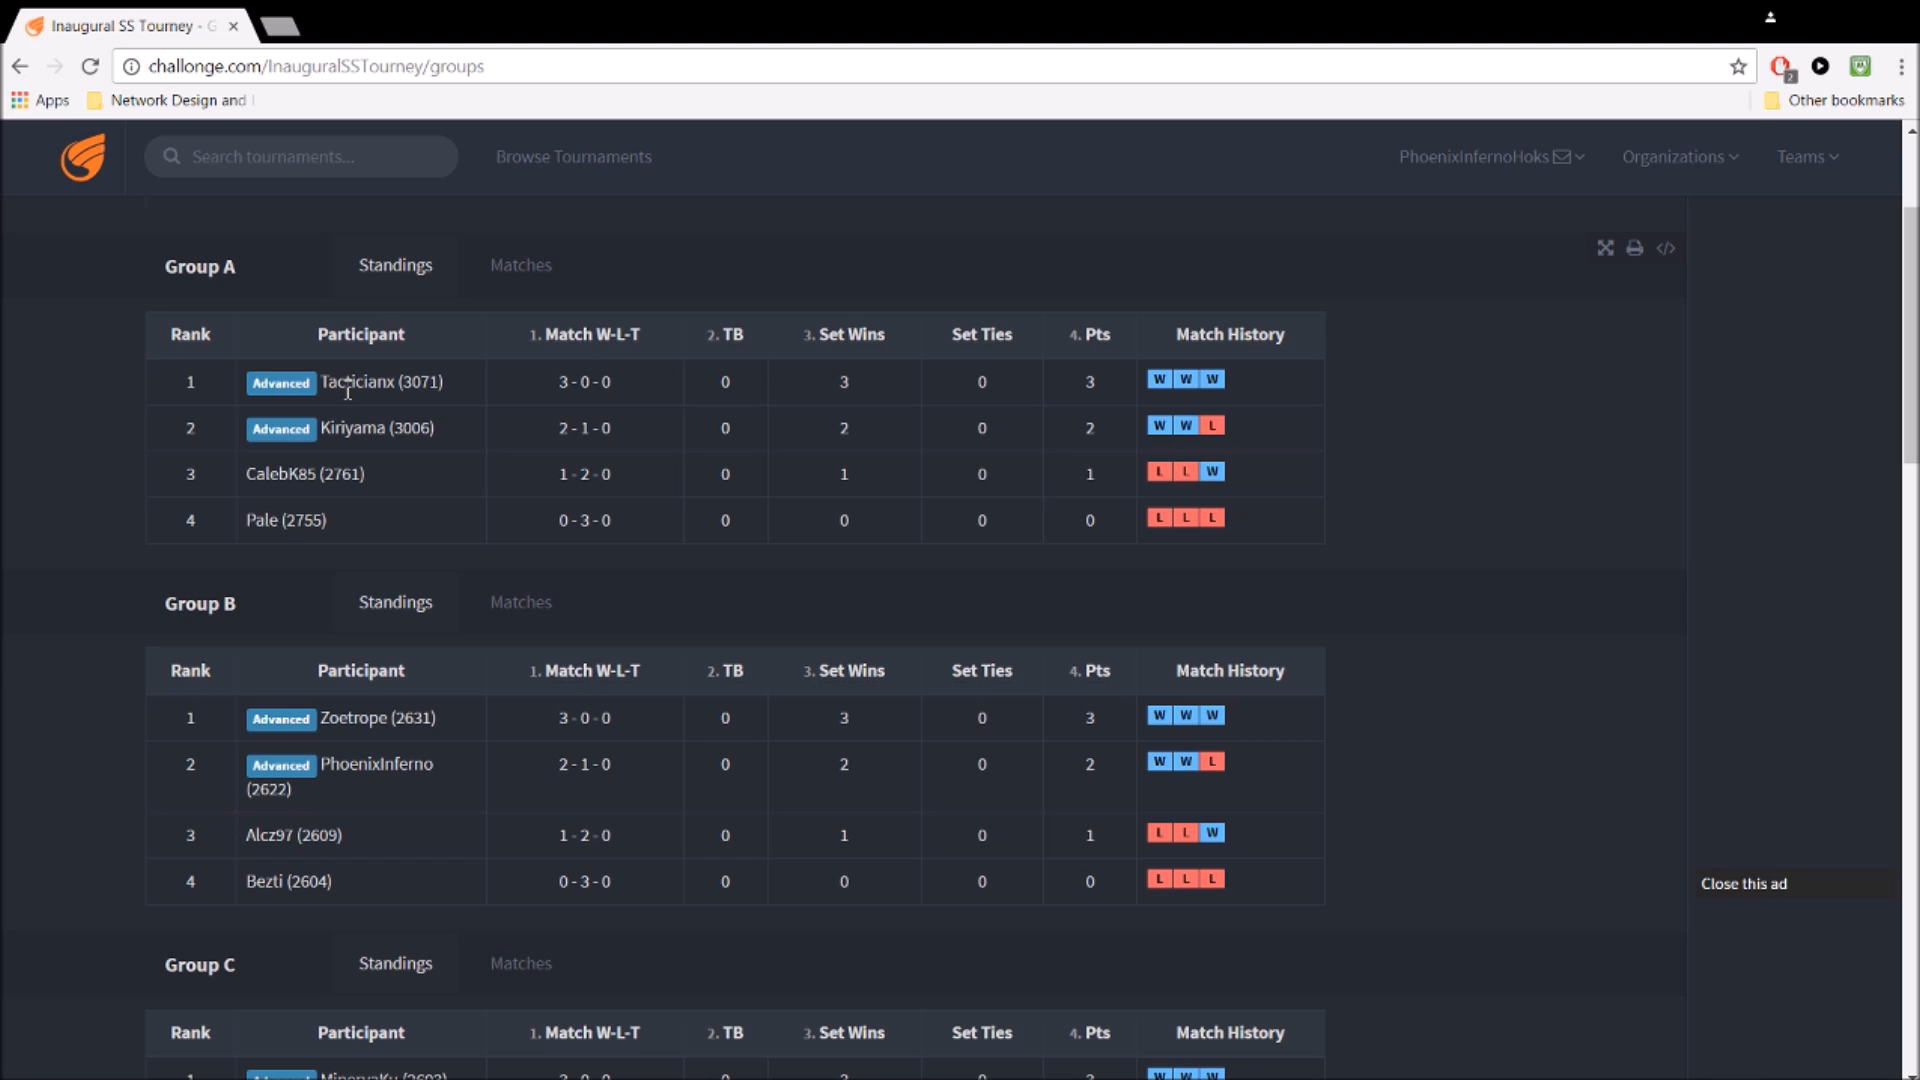 Inaugural SS Tourney - G
challonge.com/InauguralSSTourney/groups
2
Apps Network Design and Other bookmarks
Search tournaments... Browse Tournaments PhoenixInfernoHoks Organizations Teams
Group A Standings Matches
Rank Participant 1. Match W-L-T 2. TB 3. Set Wins Set Ties 4. Pts Match History
1 Advanced Tacticianx (3071) 3 - 0 - 0 0 3 0 3 W W W
2 Advanced Kiriyama (3006) 2 - 1 - 0 0 2 0 2 W W L
3 CalebK85 (2761) 1 - 2 - 0 0 1 0 1 L L W
4 Pale (2755) 0 - 3 - 0 0 0 0 0 L L L
Group B Standings Matches
Rank Participant 1. Match W-L-T 2. TB 3. Set Wins Set Ties 4. Pts Match History
1 Advanced Zoetrope (2631) 3 - 0 - 0 0 3 0 3 W W W
2 Advanced PhoenixInferno 2 - 1 - 0 0 2 0 2 W W L
(2622)
3 Alcz97 (2609) 1 - 2 - 0 0 1 0 1 L L W
4 Bezti (2604) 0 - 3 - 0 0 0 0 0 L L L
Close this ad
Group C Standings Matches
Rank Participant 1. Match W-L-T 2. TB 3. Set Wins Set Ties 4. Pts Match History
W W W